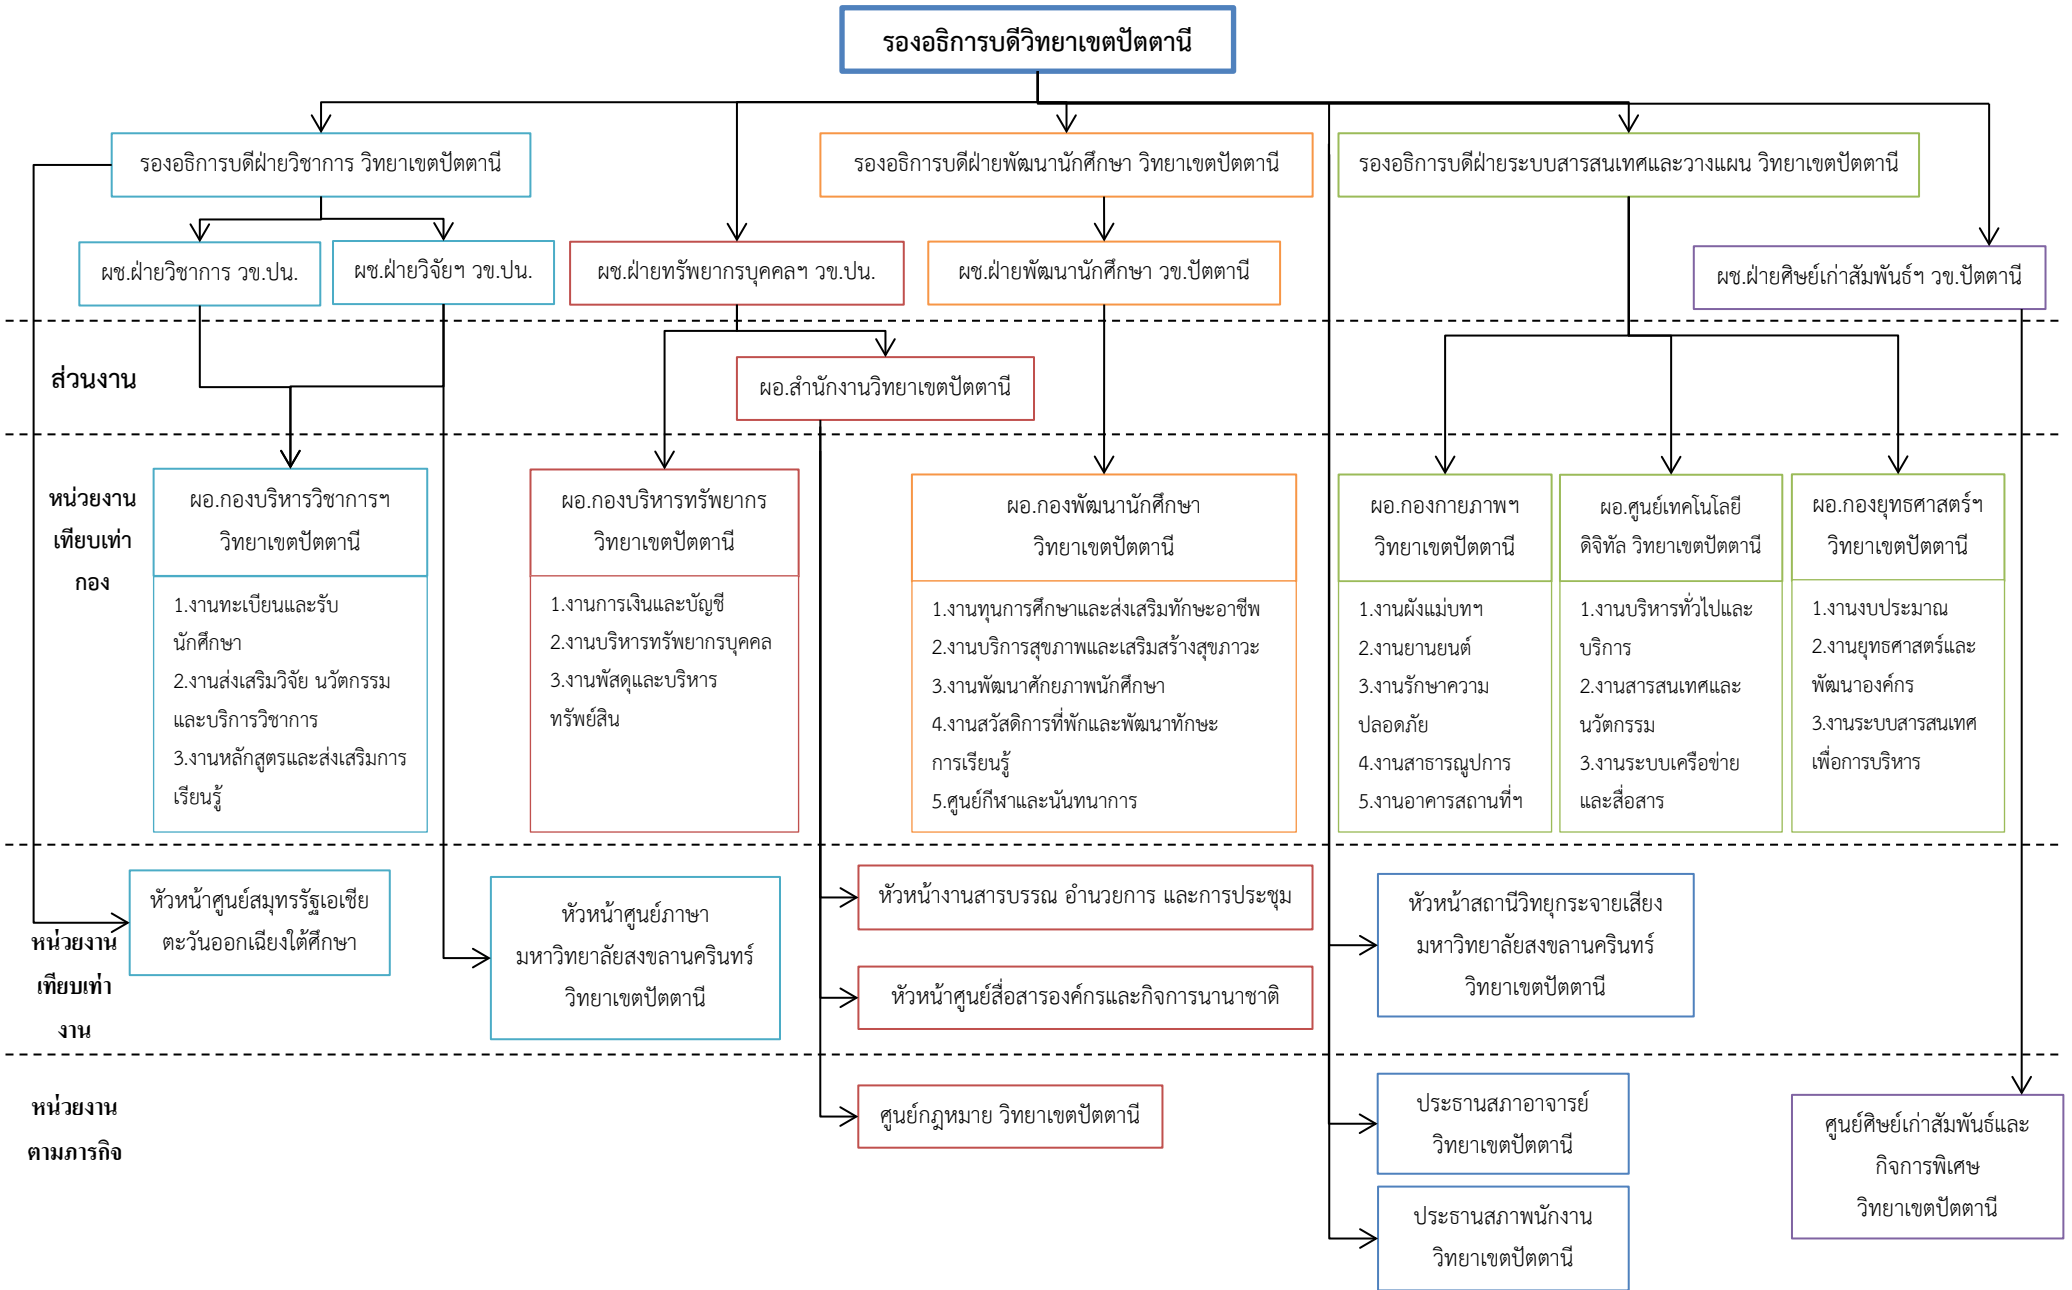 รองอธิการบดีวิทยาเขตปัตตานี
รองอธิการบดีฝ่ายวิชาการ วิทยาเขตปัตตานี
รองอธิการบดีฝ่ายพัฒนานักศึกษา วิทยาเขตปัตตานี
รองอธิการบดีฝ่ายระบบสารสนเทศและวางแผน วิทยาเขตปัตตานี
ผช.ฝ่ายวิชาการ วข.ปน.
ผช.ฝ่ายวิจัยฯ วข.ปน.
ผช.ฝ่ายทรัพยากรบุคคลฯ วข.ปน.
ผช.ฝ่ายพัฒนานักศึกษา วข.ปัตตานี
ผช.ฝ่ายศิษย์เก่าสัมพันธ์ฯ วข.ปัตตานี
ส่วนงาน
ผอ.สำนักงานวิทยาเขตปัตตานี
หน่วยงาน
เทียบเท่า
กอง
ผอ.กองบริหารวิชาการฯ
วิทยาเขตปัตตานี
1.งานทะเบียนและรับ
นักศึกษา
2.งานส่งเสริมวิจัย นวัตกรรม
และบริการวิชาการ
3.งานหลักสูตรและส่งเสริมการ
เรียนรู้
ผอ.กองบริหารทรัพยากร
วิทยาเขตปัตตานี
1.งานการเงินและบัญชี
2.งานบริหารทรัพยากรบุคคล
3.งานพัสดุและบริหาร
ทรัพย์สิน
ผอ.กองพัฒนานักศึกษา
วิทยาเขตปัตตานี
1.งานทุนการศึกษาและส่งเสริมทักษะอาชีพ
2.งานบริการสุขภาพและเสริมสร้างสุขภาวะ
3.งานพัฒนาศักยภาพนักศึกษา
4.งานสวัสดิการที่พักและพัฒนาทักษะ
การเรียนรู้
5.ศูนย์กีฬาและนันทนาการ
ผอ.กองกายภาพฯ
วิทยาเขตปัตตานี
1.งานผังแม่บทฯ
2.งานยานยนต์
3.งานรักษาความ
ปลอดภัย
4.งานสาธารณูปการ
5.งานอาคารสถานที่ฯ
ผอ.ศูนย์เทคโนโลยี
ดิจิทัล วิทยาเขตปัตตานี
1.งานบริหารทั่วไปและ
บริการ
2.งานสารสนเทศและ
นวัตกรรม
3.งานระบบเครือข่าย
และสื่อสาร
ผอ.กองยุทธศาสตร์ฯ
วิทยาเขตปัตตานี
1.งานงบประมาณ
2.งานยุทธศาสตร์และ
พัฒนาองค์กร
3.งานระบบสารสนเทศ
เพื่อการบริหาร
หน่วยงาน
เทียบเท่า
งาน
หัวหน้าศูนย์สมุทรรัฐเอเชีย
ตะวันออกเฉียงใต้ศึกษา
หัวหน้าศูนย์ภาษา
มหาวิทยาลัยสงขลานครินทร์
วิทยาเขตปัตตานี
หัวหน้างานสารบรรณ อำนวยการ และการประชุม
หัวหน้าศูนย์สื่อสารองค์กรและกิจการนานาชาติ
หัวหน้าสถานีวิทยุกระจายเสียง
มหาวิทยาลัยสงขลานครินทร์
วิทยาเขตปัตตานี
หน่วยงาน
ตามภารกิจ
ศูนย์กฎหมาย วิทยาเขตปัตตานี
ประธานสภาอาจารย์
วิทยาเขตปัตตานี
ประธานสภาพนักงาน
วิทยาเขตปัตตานี
ศูนย์ศิษย์เก่าสัมพันธ์และ
กิจการพิเศษ
วิทยาเขตปัตตานี